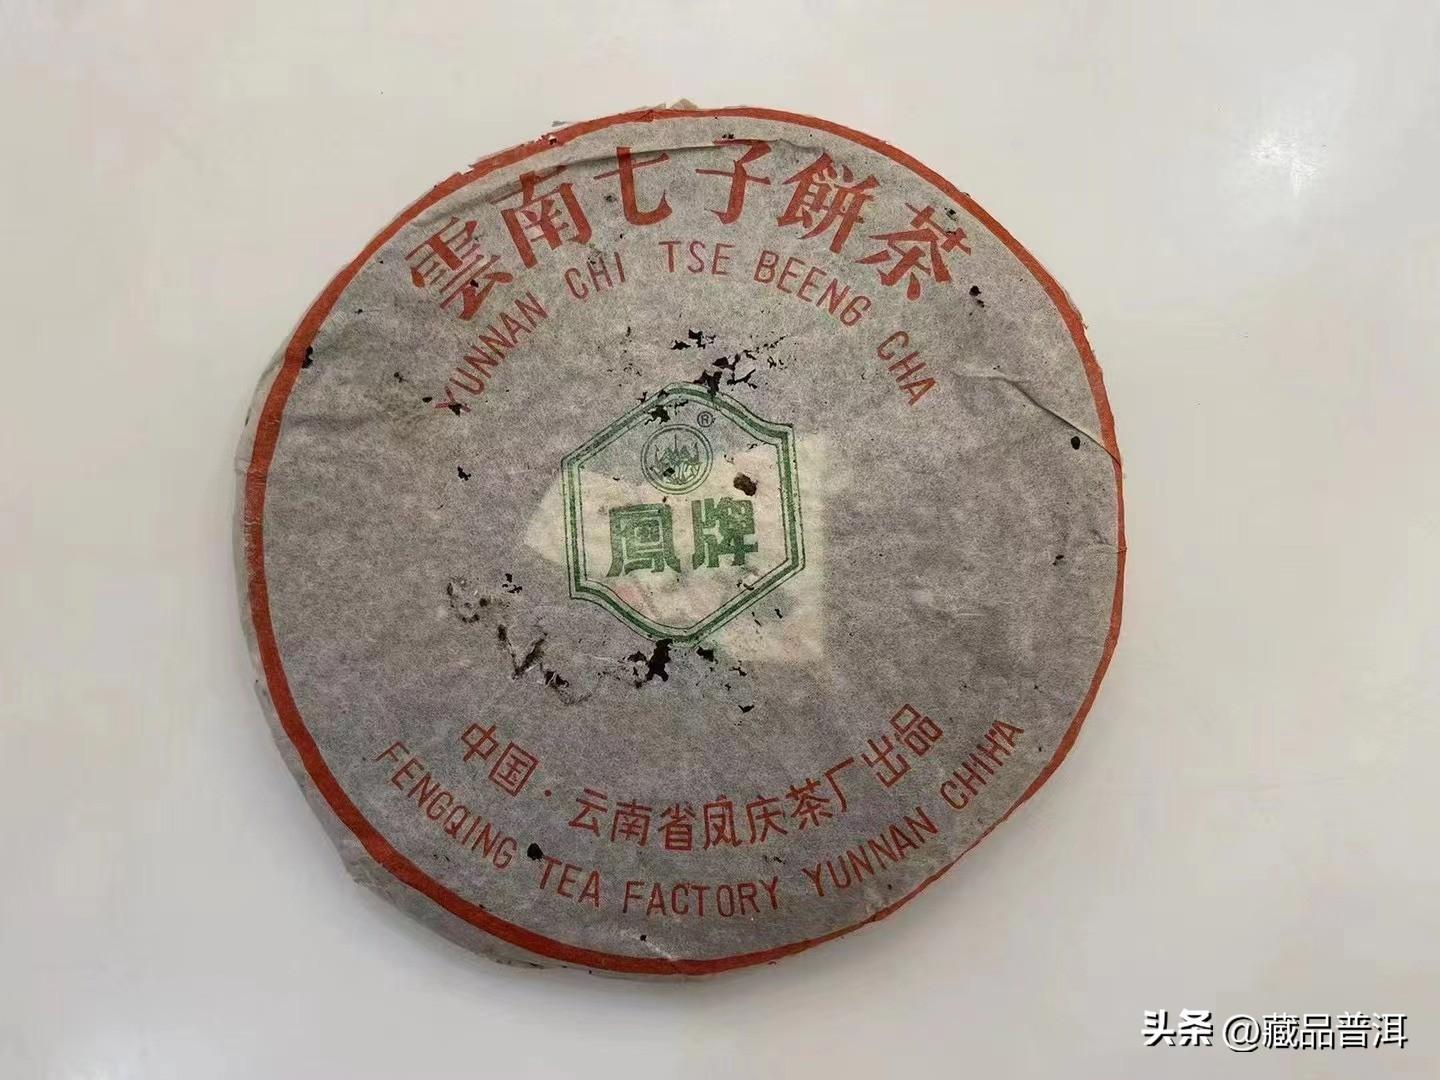 雲南七子餅茶
YUNNAN CHI TSE BEENG CHA
®
鳳牌
中国·云南省凤庆茶厂出品
FENGQING TEA FACTORY YUNNAN CHIHA
头条 @藏品普洱